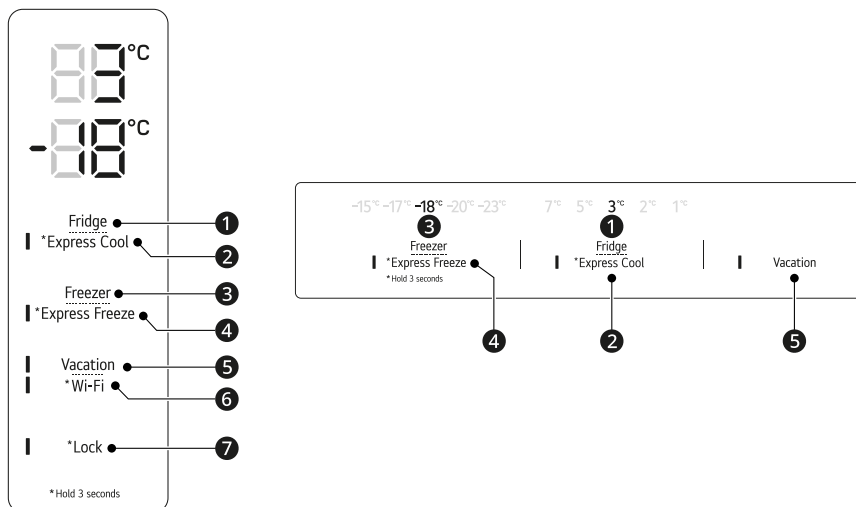 3 °C
-18 °C
Fridge
*Express Cool
Freezer
*Express Freeze
Vacation
*Wi-Fi
*Lock
*Hold 3 seconds
1
2
3
4
5
6
7
-15°C -17°C -18°C -20°C -23°C
7°C 5°C 3°C 2°C 1°C
3
1
Freezer
*Express Freeze
*Hold 3 seconds
Fridge
*Express Cool
Vacation
4
2
5